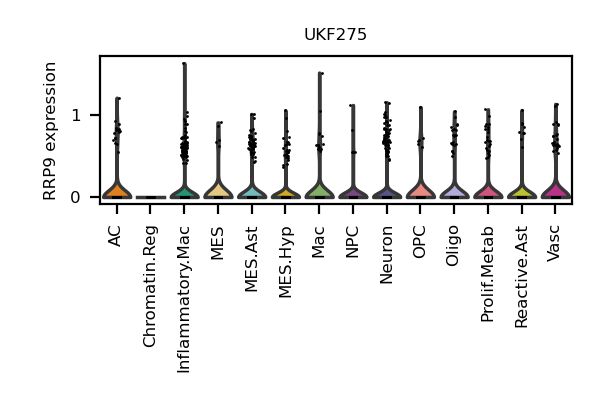 UKF275
RRP9 expression
1
0
AC
Chromatin.Reg
Inflammatory.Mac
MES
MES.Ast
MES.Hyp
Mac
NPC
Neuron
OPC
Oligo
Prolif.Metab
Reactive.Ast
Vasc